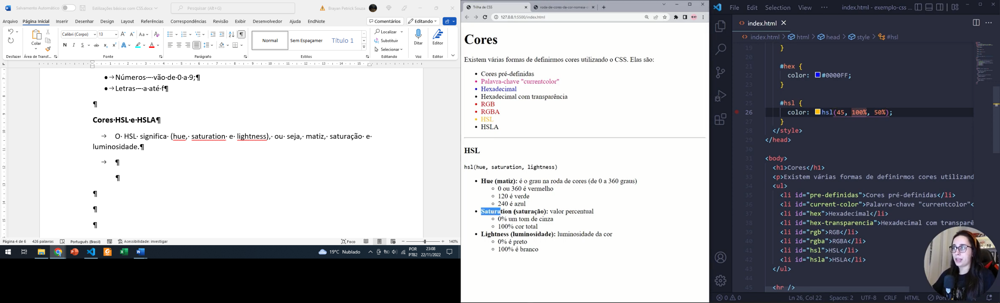 Salvamento Automático
Estilizações básicas com CSS.docx
Pesquisar (Alt+G)
Brayan Petrick Souza
Arquivo Página Inicial Inserir Desenhar Design Layout Referências Correspondências Revisão Exibir Desenvolvedor Ajuda EndNote
Comentários Editando
Colar
Calibri (Corpo) 13
Normal Sem Espaçamer Título 1
Localizar
Substituir
Selecionar
Ditar Editor
Desfazer Área de Transf... Fonte Parágrafo Estilos Editando Voz Editor
•→Números·–·vão·de·0·a·9;¶
•→Letras·–·a·até·f¶
¶
Cores·HSL·e·HSLA¶
→ O· HSL· significa· (hue,· saturation· e· lightness),· ou· seja,· matiz,· saturação· e·
luminosidade.¶
→ ¶
¶
¶
¶
¶
Página 4 de 6 426 palavras Português (Brasil) Acessibilidade: investigar Foco 140%
19°C Nublado POR PTB2 23:08 22/11/2022
Trilha de CSS
roda-de-cores-da-cor-nomeia-c
127.0.0.1:5500/index.html
Cores
Existem várias formas de definirmos cores utilizando o CSS. Elas são:
• Cores pré-definidas
• Palavra-chave "currentcolor"
• Hexadecimal
• Hexadecimal com transparência
• RGB
• RGBA
• HSL
• HSLA
HSL
hsl(hue, saturation, lightness)
• Hue (matiz): é o grau na roda de cores (de 0 a 360 graus)
◦ 0 ou 360 é vermelho
◦ 120 é verde
◦ 240 é azul
• Saturation (saturação): valor percentual
◦ 0% um tom de cinza
◦ 100% cor total
• Lightness (luminosidade): luminosidade da cor
◦ 0% é preto
◦ 100% é branco
File Edit Selection View ··· index.html - exemplo-css ...
index.html
index.html > html > head > style > #hsl
19 }
20
21 #hex {
22 color: #0000FF;
23 }
24
25 #hsl {
26 color: hsl(45, 100%, 50%);
27 }
28 </style>
29 </head>
30
31 <body>
32 <h1>Cores</h1>
33 <p>Existem várias formas de definirmos cores utilizand
34 <ul>
35 <li id="pre-definidas">Cores pré-definidas</li>
36 <li id="current-color">Palavra-chave "currentcolor"<
37 <li id="hex">Hexadecimal</li>
38 <li id="hex-transparencia">Hexadecimal com transparê
39 <li id="rgb">RGB</li>
40 <li id="rgba">RGBA</li>
41 <li id="hsl">HSL</li>
42 <li id="hsla">HSLA</li>
43 </ul>
44
45 <hr />
0 0 Ln 26, Col 22 Spaces: 2 UTF-8 CRLF HTML Port